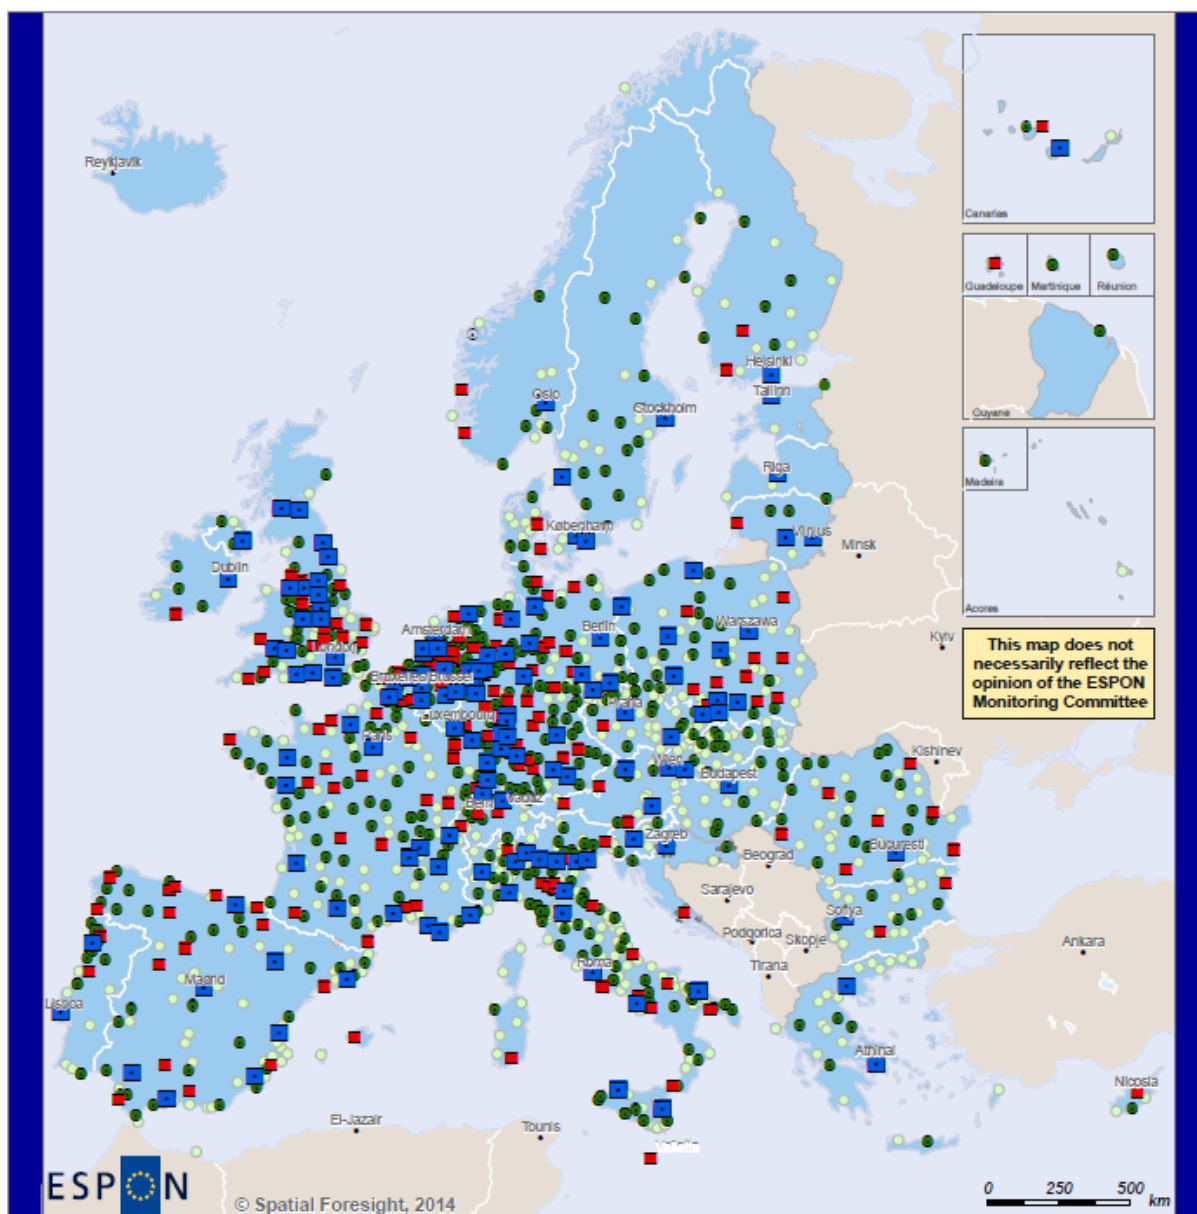 Reykjavik
Canarias
Guadeloupe
Martinique
Réunion
Guyane
Madeira
Acores
Helsinki
Tallinn
Oslo
Stockholm
Riga
København
Vilnius
Minsk
Dublin
Amsterdam
Berlin
Warszawa
London
Kyiv
This map does not
necessarily reflect the
opinion of the ESPON
Monitoring Committee
Bruxelles/Brussel
Praha
Luxembourg
Paris
Kishinev
Wien
Budapest
Bern
Vaduz
Zagreb
Bucuresti
Beograd
Sarajevo
Sofiya
Podgorica
Skopje
Ankara
Roma
Tirana
Madrid
Lisboa
Athinai
Nicosia
El-Jazair
Tounis
Valletta
ESPON
© Spatial Foresight, 2014
0 250 500
km